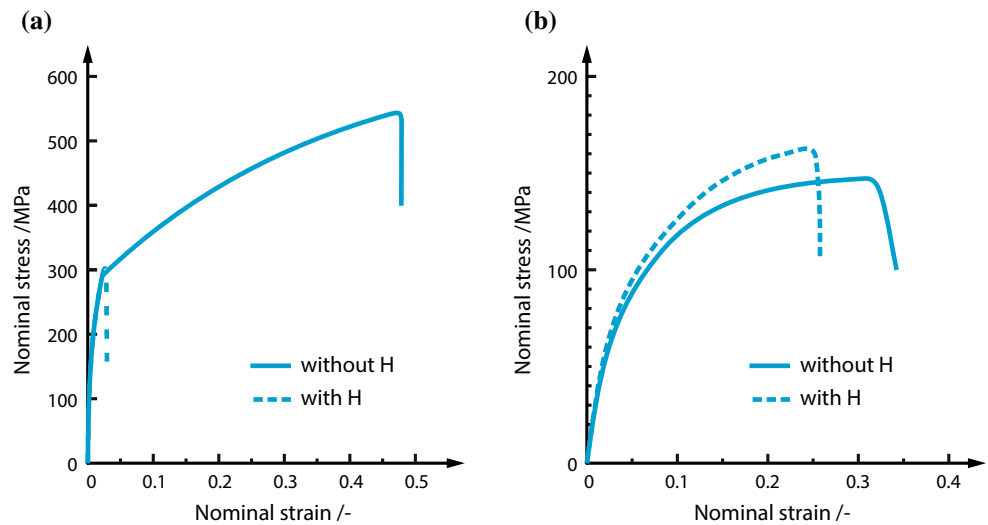 (a)
600
500
400
300
200
100
0
0 0.1 0.2 0.3 0.4 0.5
Nominal stress /MPa
Nominal strain /-
without H
with H
(b)
200
100
0
0 0.1 0.2 0.3 0.4
Nominal stress /MPa
Nominal strain /-
without H
with H